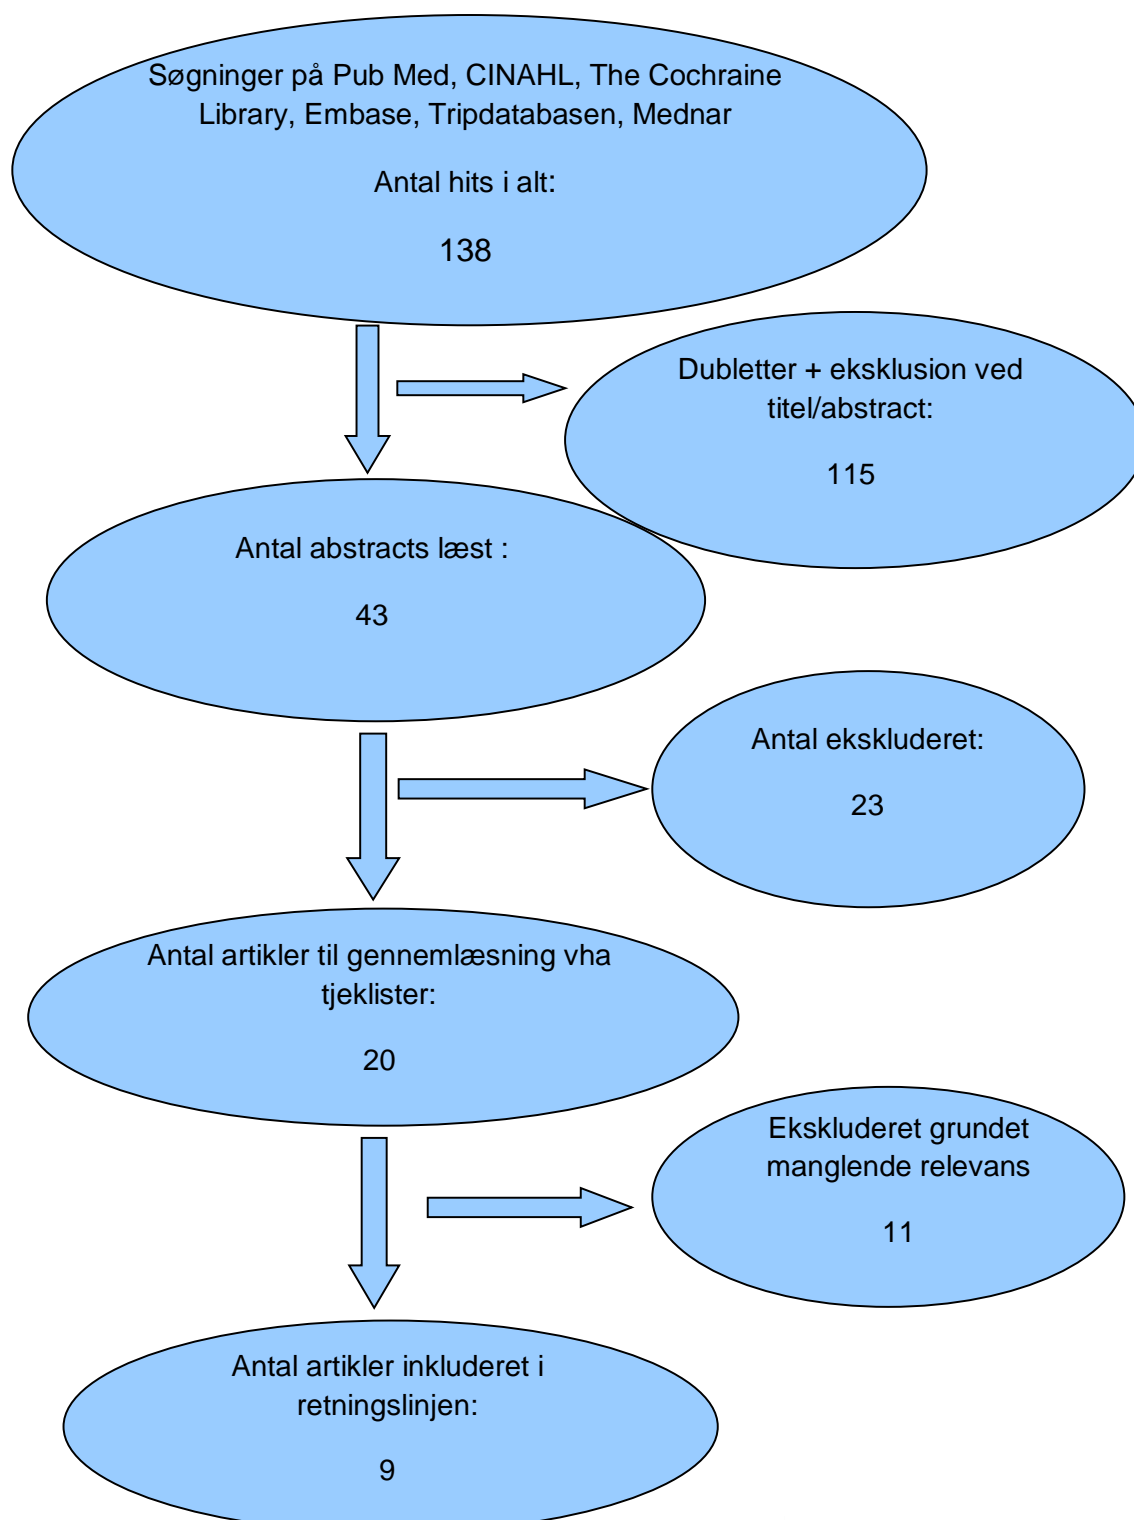 Søgninger på Pub Med, CINAHL, The Cochraine
Library, Embase, Tripdatabasen, Mednar
Antal hits i alt:
138
Dubletter + eksklusion ved
titel/abstract:
115
Antal abstracts læst :
43
Antal ekskluderet:
23
Antal artikler til gennemlæsning vha
tjeklister:
20
Ekskluderet grundet
manglende relevans
11
Antal artikler inkluderet i
retningslinjen:
9